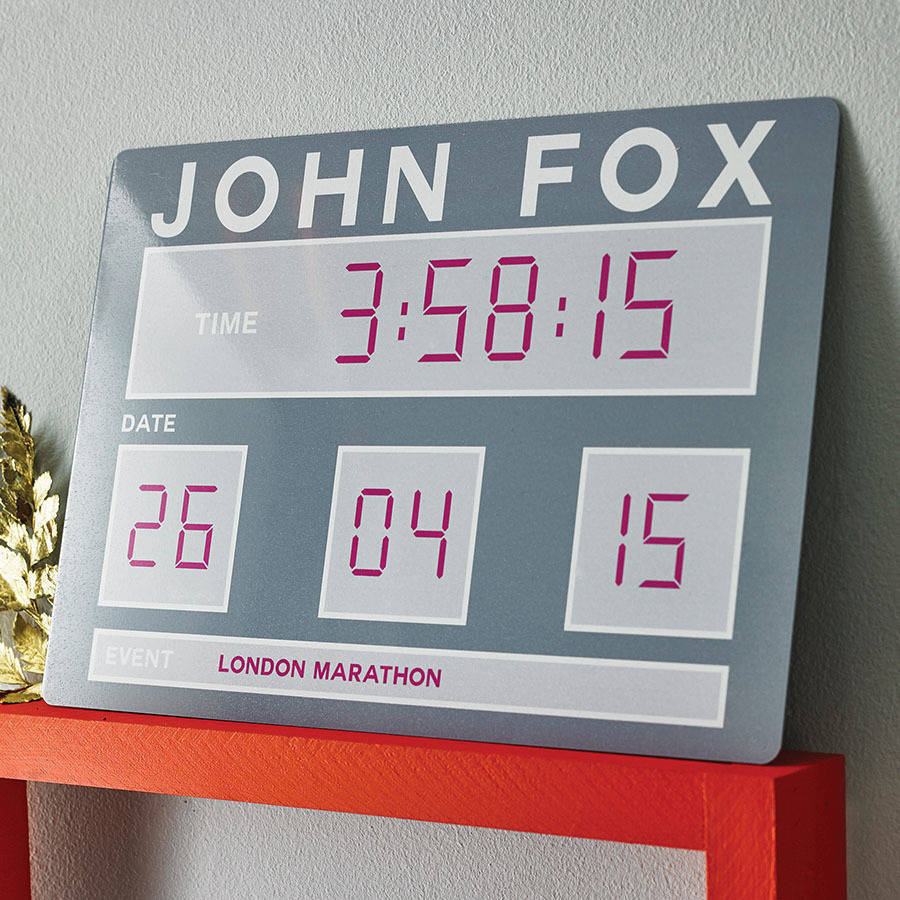 JOHN FOX
TIME 3:58:15
DATE
26 04 15
EVENT LONDON MARATHON